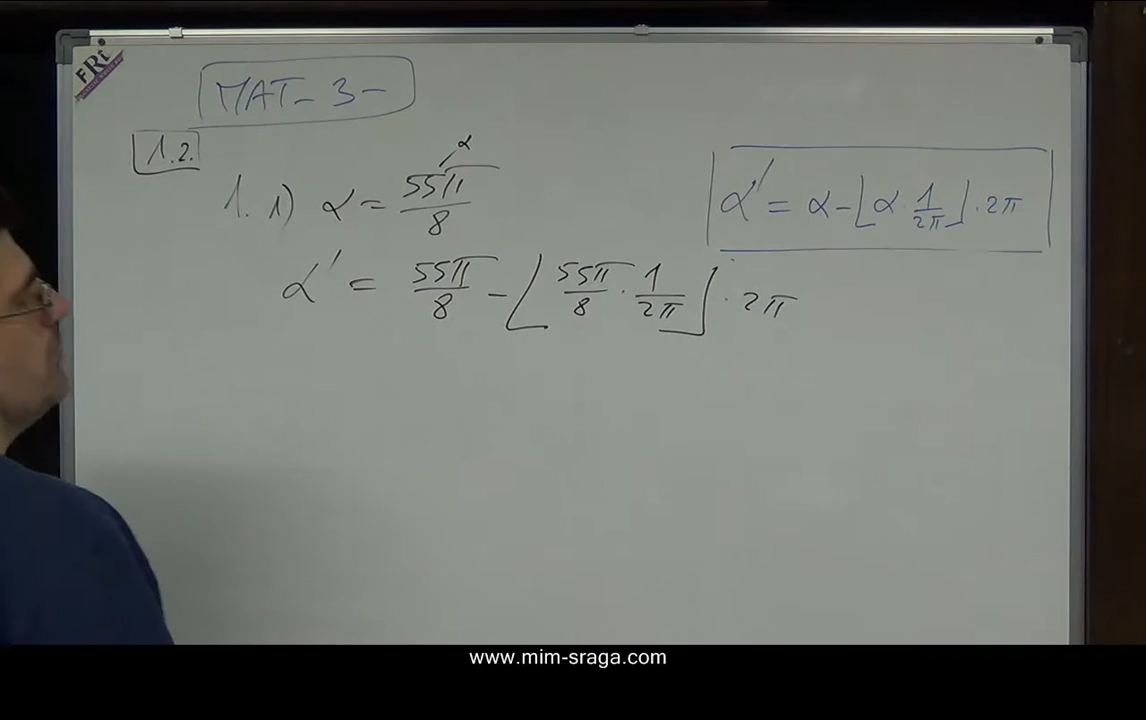 FRI
MAT-3-
1.2.
α
1. 1) α = 55π/8
α' = α - ⌊α · 1/2π⌋ · 2π
α' = 55π/8 - ⌊55π/8 · 1/2π⌋ · 2π
www.mim-sraga.com